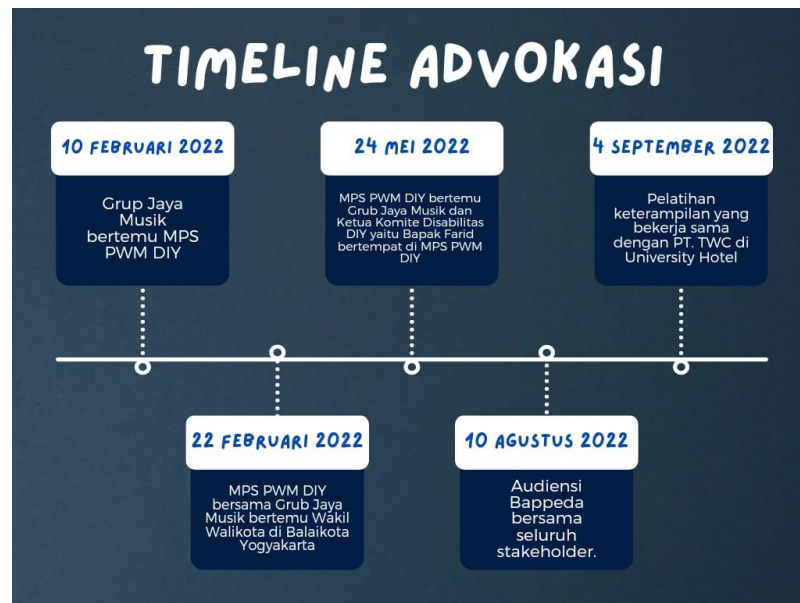 TIMELINE ADVOKASI
10 FEBRUARI 2022
Grup Jaya
Musik
bertemu MPS
PWM DIY
24 MEI 2022
MPS PWM DIY bertemu
Grub Jaya Musik dan
Ketua Komite Disabilitas
DIY yaitu Bapak Farid
bertempat di MPS PWM
DIY
4 SEPTEMBER 2022
Pelatihan
keterampilan yang
bekerja sama
dengan PT. TWC di
University Hotel
22 FEBRUARI 2022
MPS PWM DIY
bersama Grub Jaya
Musik bertemu Wakil
Walikota di Balaikota
Yogyakarta
10 AGUSTUS 2022
Audiensi
Bappeda
bersama
seluruh
stakeholder.